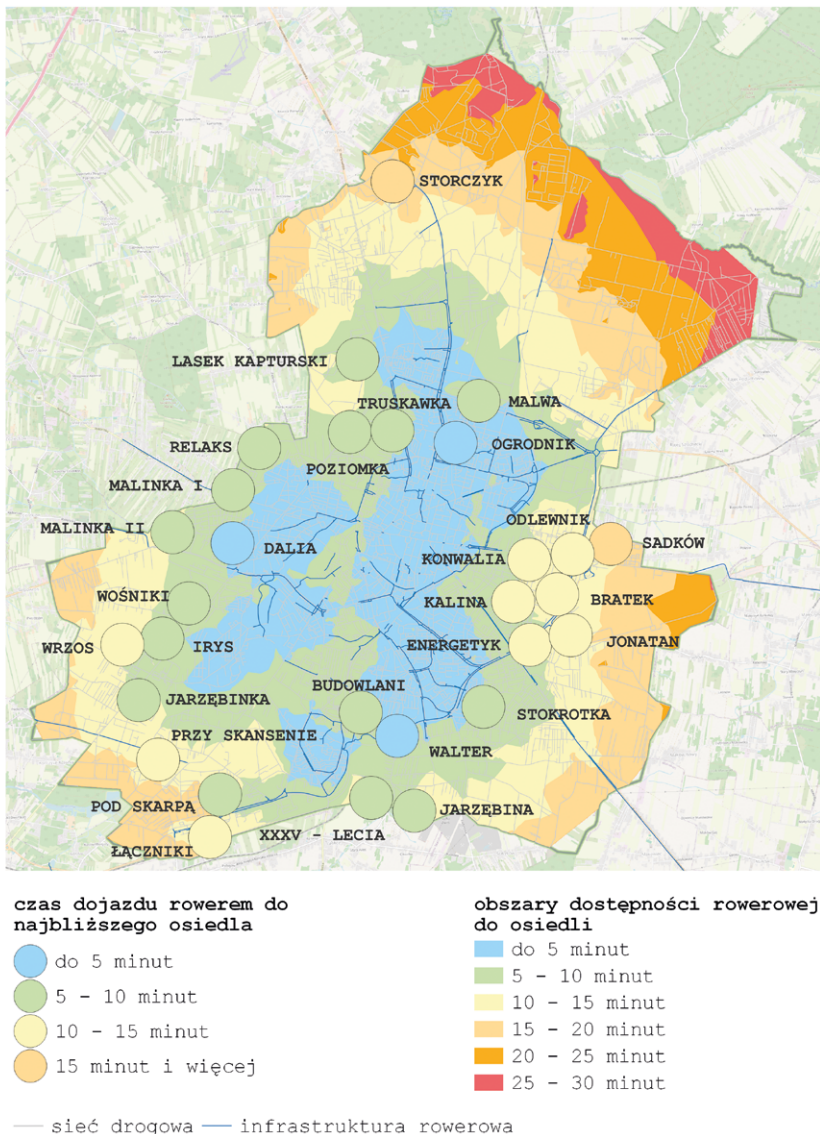 STORCZYK
LASEK KAPTURSKI
TRUSKAWKA
MALWA
RELAKS
POZIOMKA
OGRODNIK
MALINKA I
MALINKA II
ODLEWNIK
DALIA
KONWALIA
SADKÓW
WOŚNIKI
KALINA
BRATEK
WRZOS
IRYS
ENERGETYK
JONATAN
JARZĘBINKA
BUDOWLANI
STOKROTKA
PRZY SKANSENIE
WALTER
POD SKARPĄ
JARZĘBINA
XXXV - LECIA
ŁĄCZNIKI
czas dojazdu rowerem do
najbliższego osiedla
do 5 minut
5 - 10 minut
10 - 15 minut
15 minut i więcej
obszary dostępności rowerowej
do osiedli
do 5 minut
5 - 10 minut
10 - 15 minut
15 - 20 minut
20 - 25 minut
25 - 30 minut
sieć drogowa
infrastruktura rowerowa